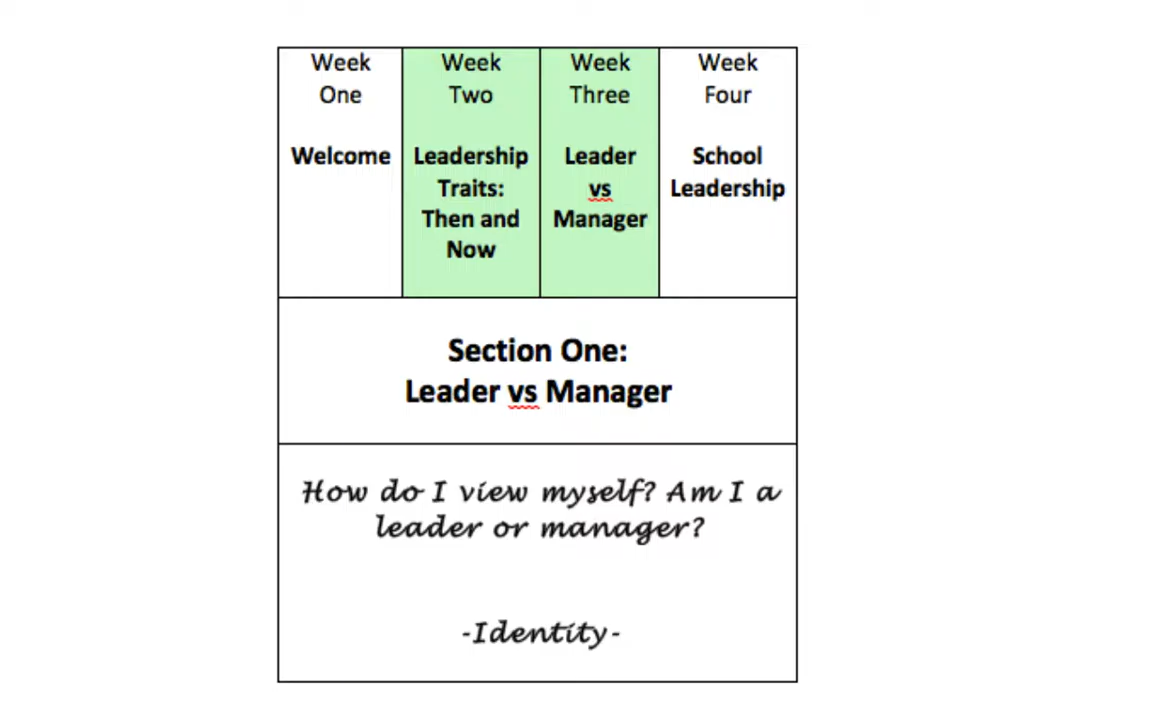 Week
One
Welcome
Week
Two
Leadership
Traits:
Then and
Now
Week
Three
Leader
vs
Manager
Week
Four
School
Leadership
Section One:
Leader vs Manager
How do I view myself? Am I a
leader or manager?
-Identity-